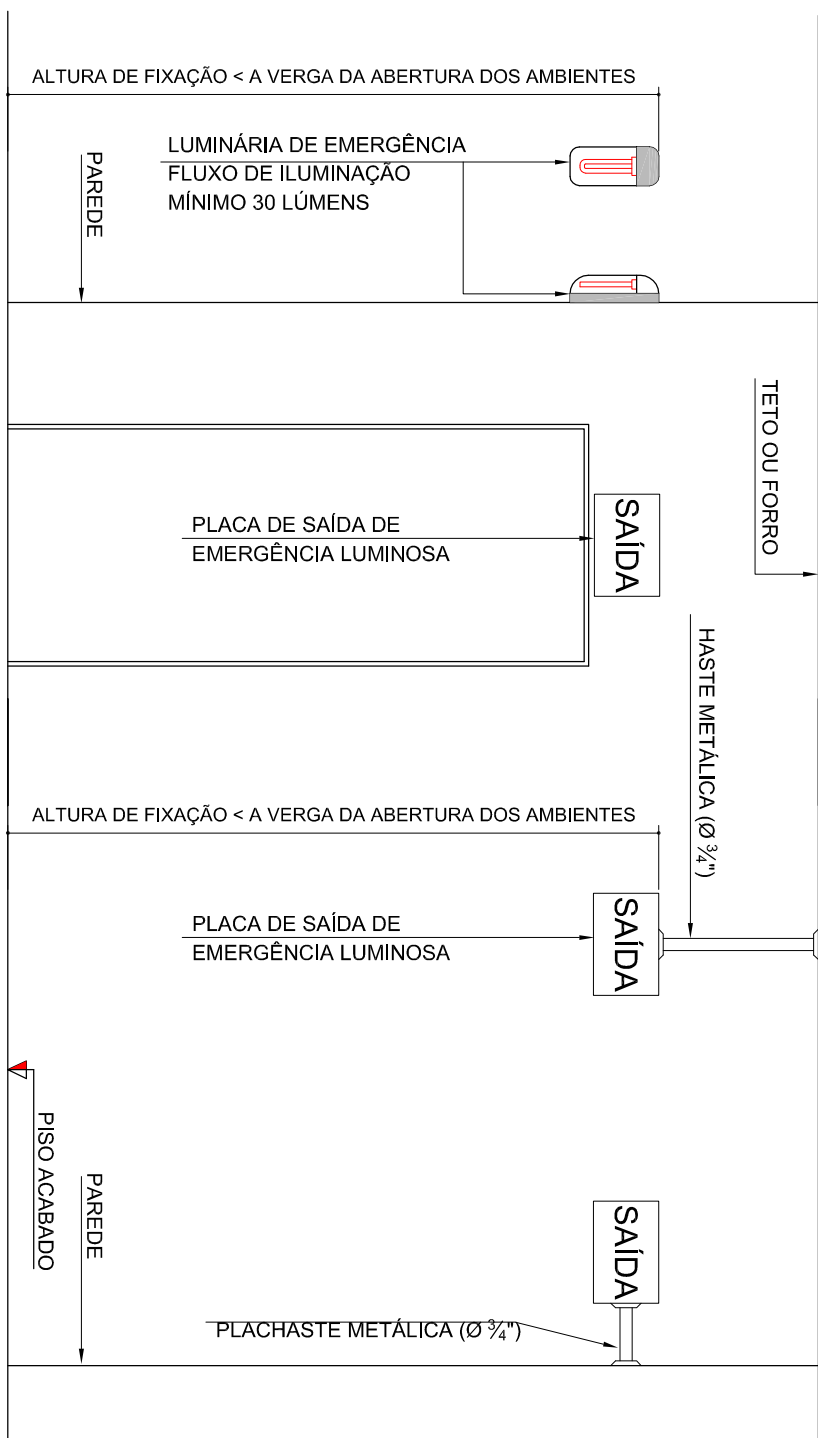 ALTURA DE FIXAÇÃO < A VERGA DA ABERTURA DOS AMBIENTES
LUMINÁRIA DE EMERGÊNCIA
FLUXO DE ILUMINAÇÃO
MÍNIMO 30 LÚMENS
PAREDE
TETO OU FORRO
PLACA DE SAÍDA DE
EMERGÊNCIA LUMINOSA
SAÍDA
HASTE METÁLICA (Ø ¾")
ALTURA DE FIXAÇÃO < A VERGA DA ABERTURA DOS AMBIENTES
PLACA DE SAÍDA DE
EMERGÊNCIA LUMINOSA
SAÍDA
PISO ACABADO
PAREDE
SAÍDA
PLACHASTE METÁLICA (Ø ¾")